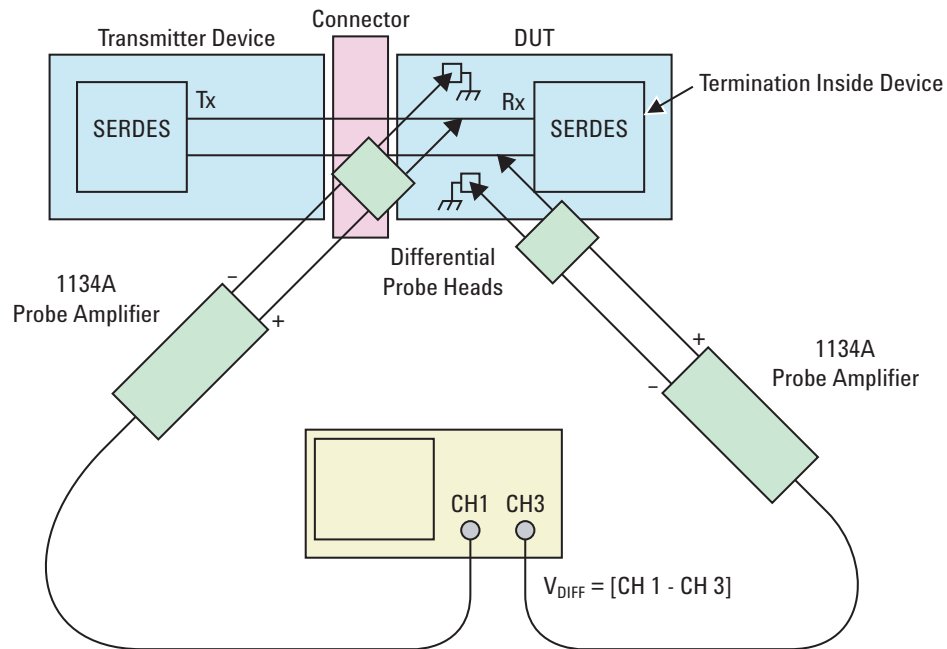 Connector
Transmitter Device
DUT
Termination Inside Device
Tx
Rx
SERDES
SERDES
Differential
Probe Heads
1134A
Probe Amplifier
–
+
+
–
1134A
Probe Amplifier
CH1
CH3
VDIFF = [CH 1 - CH 3]